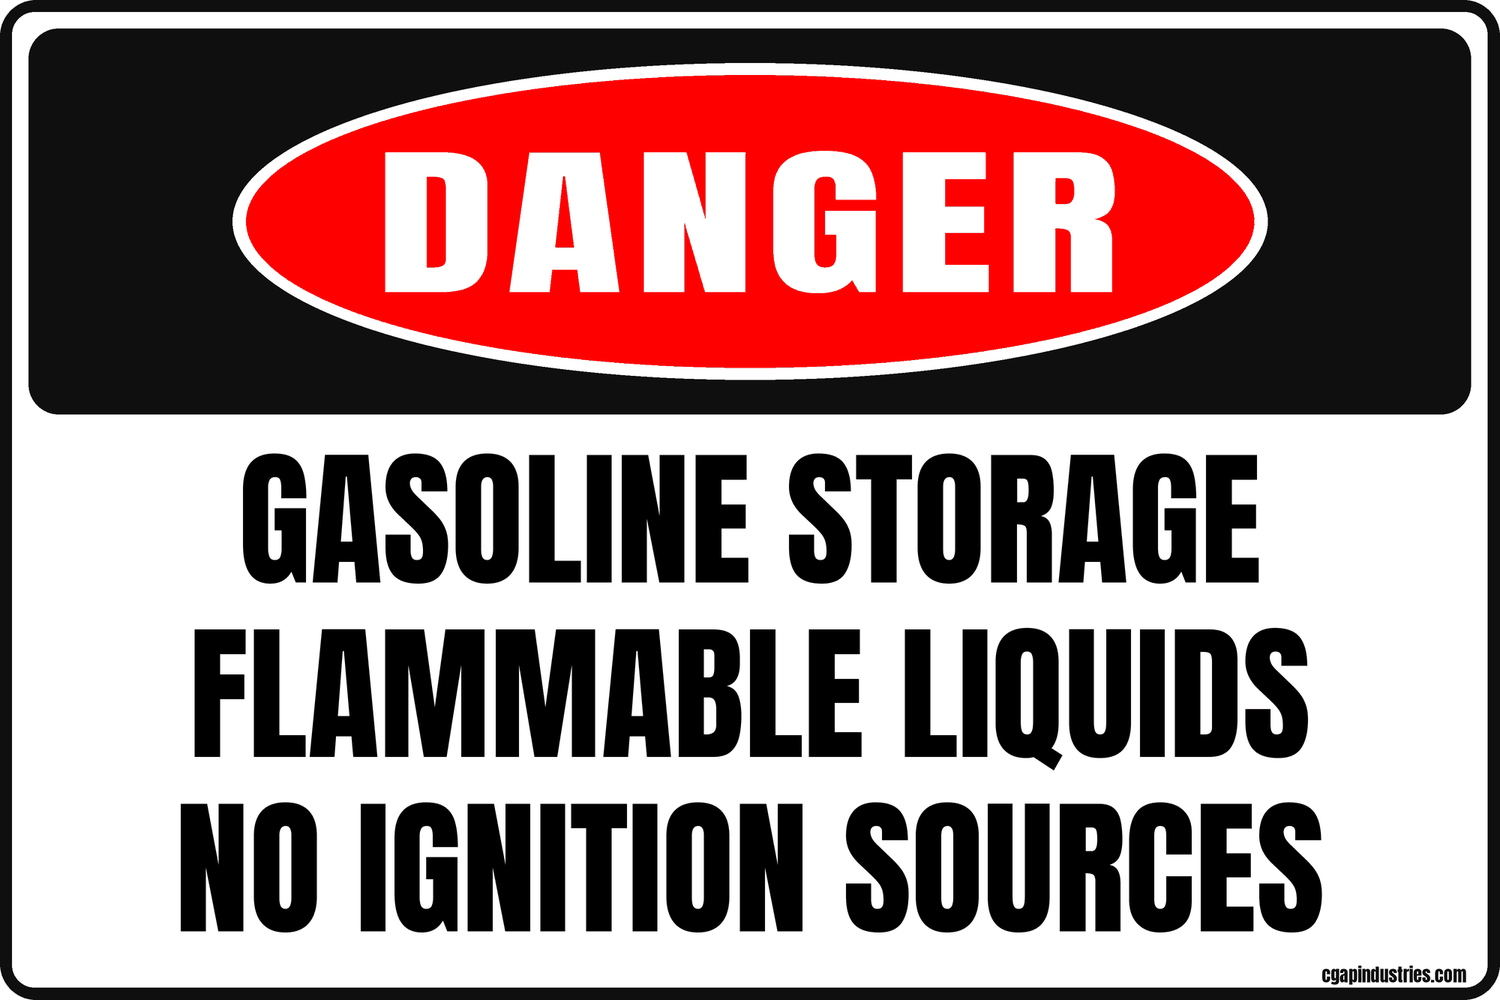 DANGER
GASOLINE STORAGE
FLAMMABLE LIQUIDS
NO IGNITION SOURCES
cgapindustries.com